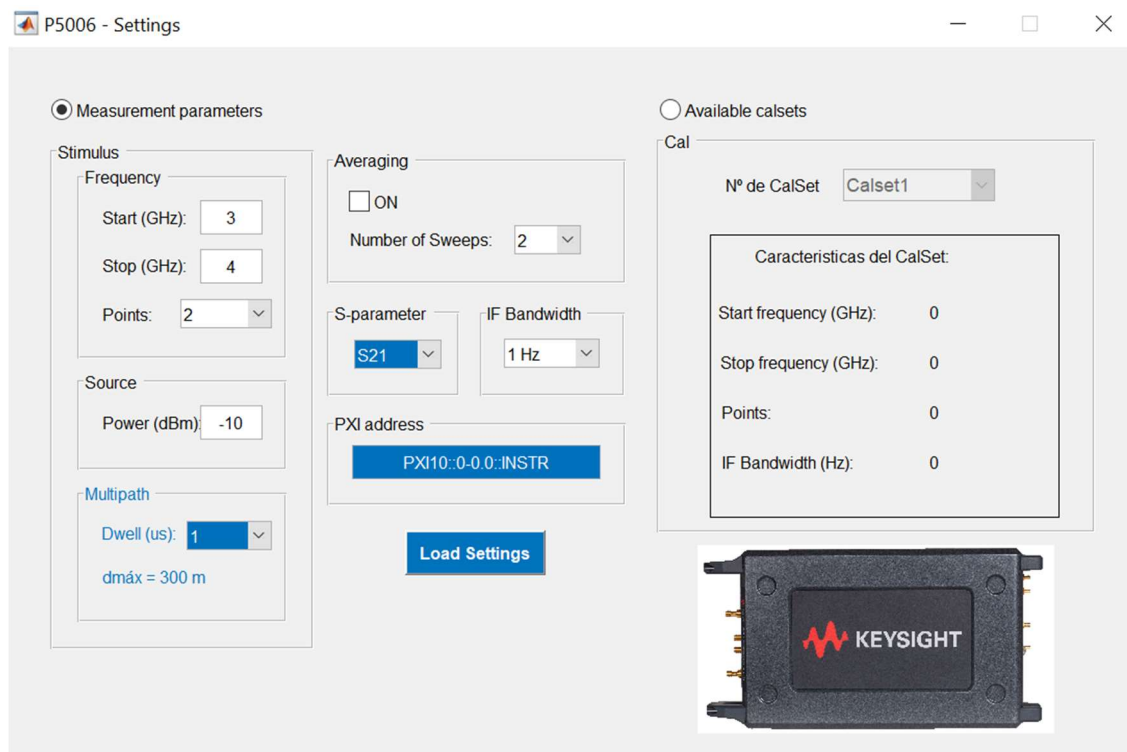 P5006 - Settings
Measurement parameters
Stimulus
Frequency
Start (GHz): 3
Stop (GHz): 4
Points: 2
Source
Power (dBm): -10
Multipath
Dwell (us): 1
dmáx = 300 m
Averaging
ON
Number of Sweeps: 2
S-parameter
S21
IF Bandwidth
1 Hz
PXI address
PXI10::0-0.0::INSTR
Load Settings
Available calsets
Cal
Nº de CalSet Calset1
Caracteristicas del CalSet:
Start frequency (GHz): 0
Stop frequency (GHz): 0
Points: 0
IF Bandwidth (Hz): 0
KEYSIGHT